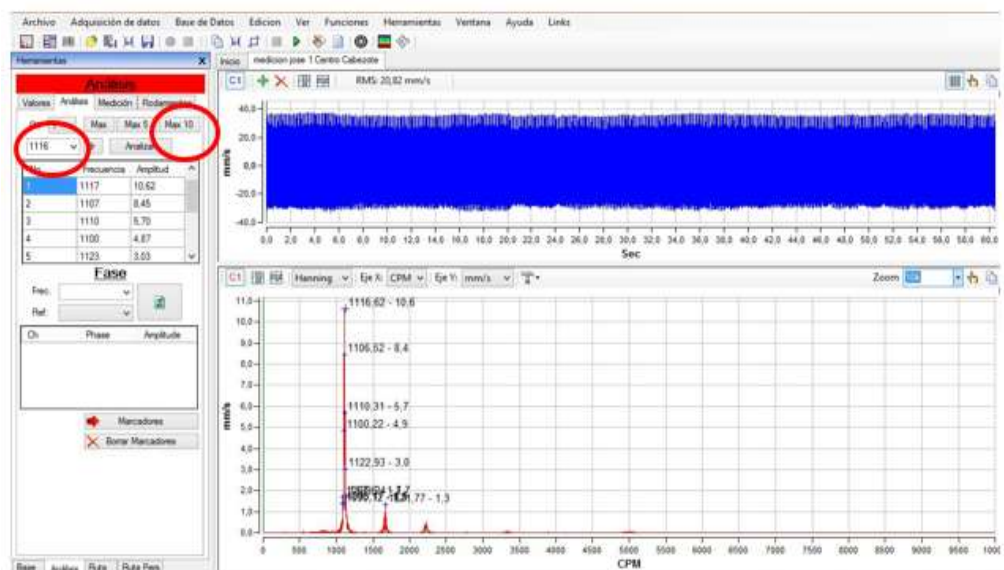 Archivo Adquisición de datos Base de Datos Edicion Ver Funciones Herramientas Ventana Ayuda Links
Herramientas X
Inicio medicion jose 1 Centro Cabezote
Análisis
C1 RMS: 20,82 mm/s
Valores Análisis Medición Rodamientos
Max Max 5 Max 10
1116 Analizar
No. Frecuencia Amplitud
1 1117 10,62
2 1107 8,45
3 1110 5,70
4 1100 4,87
5 1123 3,03
40,0
20,0
0,0
-20,0
-40,0
mm/s
0,0 2,0 4,0 6,0 8,0 10,0 12,0 14,0 16,0 18,0 20,0 22,0 24,0 26,0 28,0 30,0 32,0 34,0 36,0 38,0 40,0 42,0 44,0 46,0 48,0 50,0 52,0 54,0 56,0 58,0 60,0
Sec
Fase
Frec.
Ref.
Ch Phase Amplitude
Marcadores
Borrar Marcadores
C1 Hanning Eje X: CPM Eje Y: mm/s Zoom 10k
11,0
10,0
9,0
8,0
7,0
6,0
5,0
4,0
3,0
2,0
1,0
0,0
mm/s
1116,62 - 10,6
1106,52 - 8,4
1110,31 - 5,7
1100,22 - 4,9
1122,93 - 3,0
0 500 1000 1500 2000 2500 3000 3500 4000 4500 5000 5500 6000 6500 7000 7500 8000 8500 9000 9500 1000
CPM
Base Análisis Ruta Ruta Pers.